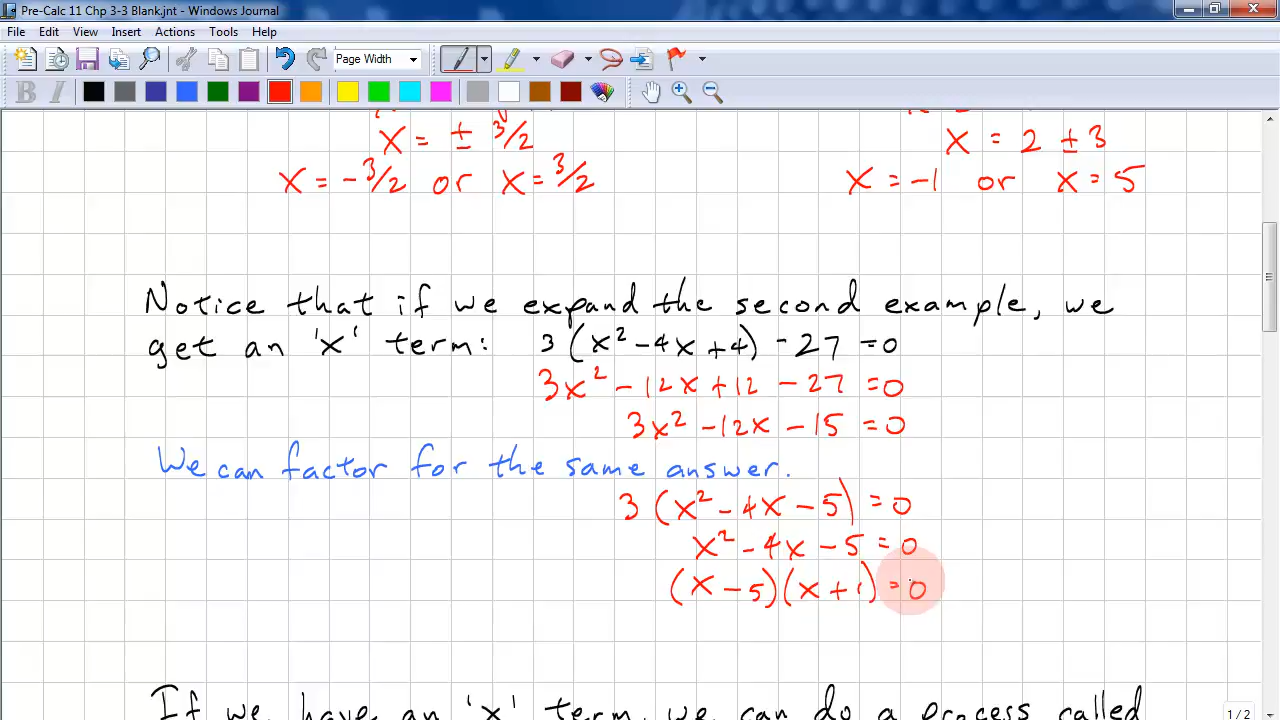 Pre-Calc 11 Chp 3-3 Blank.jnt - Windows Journal
File Edit View Insert Actions Tools Help
Page Width
B I
X = ± 3/2
X = 2 ± 3
X = -3/2 or X = 3/2
X = -1 or X = 5
Notice that if we expand the second example, we
get an 'x' term: 3(x² -4x +4) -27 =0
3x² -12x +12 -27 =0
3x² -12x -15 =0
We can factor for the same answer.
3(x² -4x -5) =0
x² -4x -5 =0
(x -5)(x +1) =0
If we have an 'x' term, we can do a process called
1/2